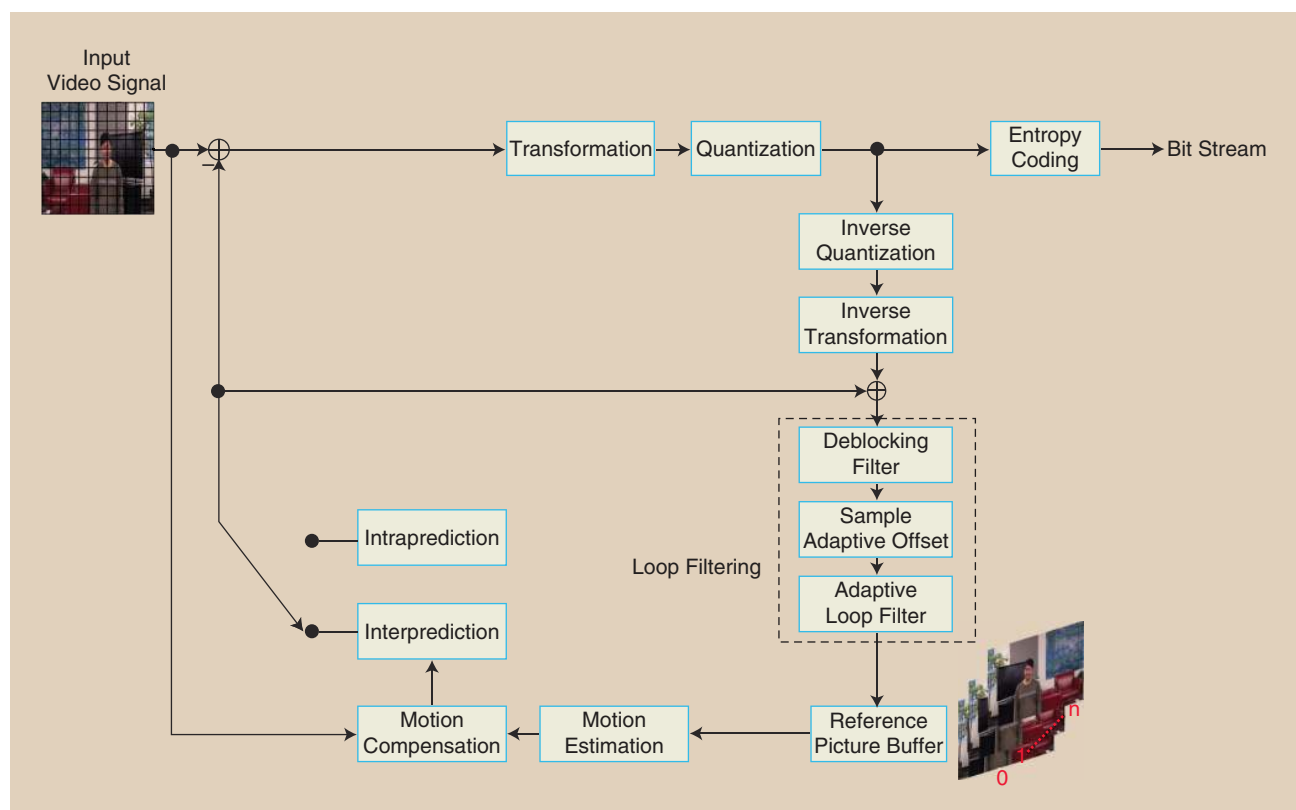 Input
Video Signal
Transformation
Quantization
Entropy
Coding
Bit Stream
–
Inverse
Quantization
Inverse
Transformation
Deblocking
Filter
Sample
Adaptive Offset
Adaptive
Loop Filter
Loop Filtering
Intraprediction
Interprediction
Motion
Compensation
Motion
Estimation
Reference
Picture Buffer
0
1
n